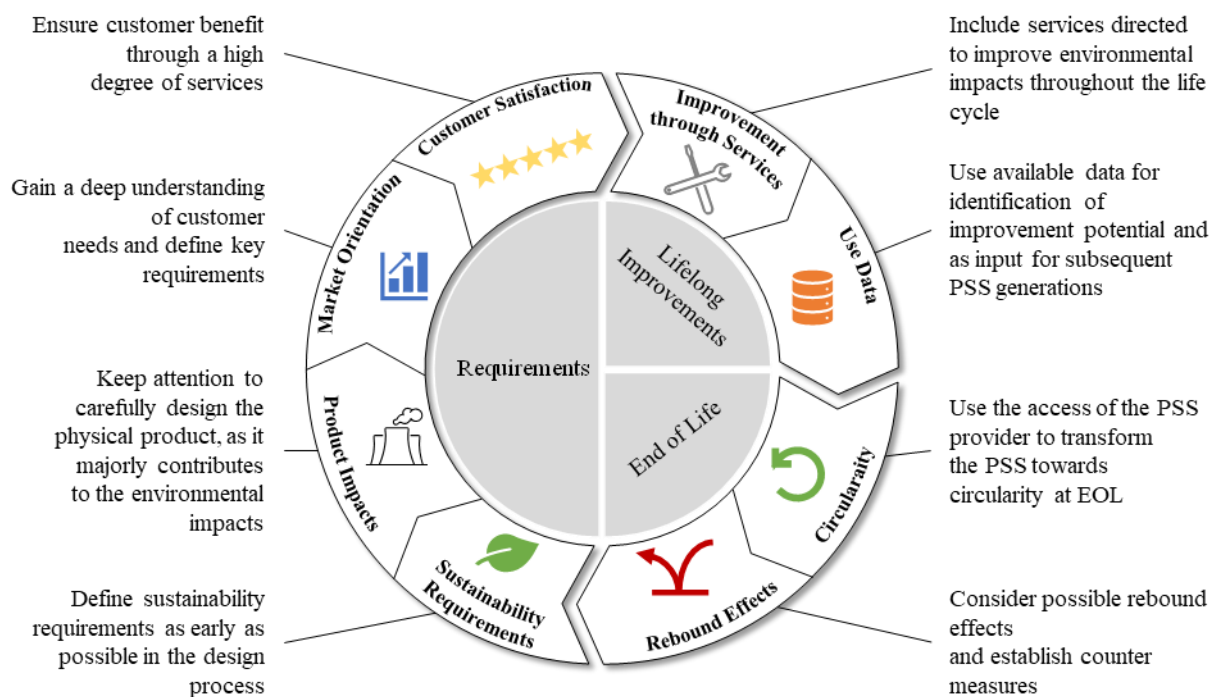 Ensure customer benefit
through a high
degree of services
Gain a deep understanding
of customer
needs and define key
requirements
Keep attention to
carefully design the
physical product, as it
majorly contributes
to the environmental
impacts
Define sustainability
requirements as early as
possible in the design
process
Customer Satisfaction
Market Orientation
Product Impacts
Sustainability
Requirements
Improvement
through Services
Use Data
Circularaity
Rebound Effects
Requirements
Lifelong
Improvements
End of Life
Include services directed
to improve environmental
impacts throughout the life
cycle
Use available data for
identification of
improvement potential and
as input for subsequent
PSS generations
Use the access of the PSS
provider to transform
the PSS towards
circularity at EOL
Consider possible rebound
effects
and establish counter
measures